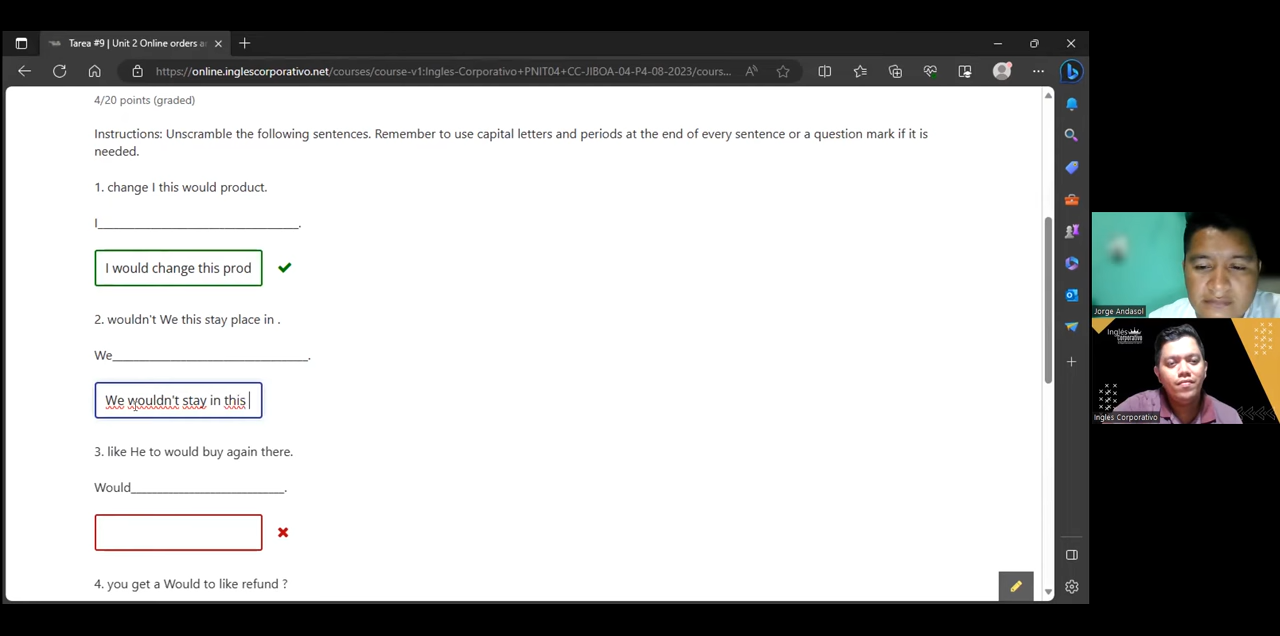 Tarea #9 | Unit 2 Online orders a
https://online.inglescorporativo.net/courses/course-v1:Ingles-Corporativo+PNIT04+CC-JIBOA-04-P4-08-2023/cours...
4/20 points (graded)
Instructions: Unscramble the following sentences. Remember to use capital letters and periods at the end of every sentence or a question mark if it is
needed.
1. change I this would product.
I______________________________.
I would change this prod
2. wouldn't We this stay place in .
We_____________________________.
We wouldn't stay in this
3. like He to would buy again there.
Would_______________________.
4. you get a Would to like refund ?
Jorge Andasol
Inglés
Corporativo
Ingles Corporativo